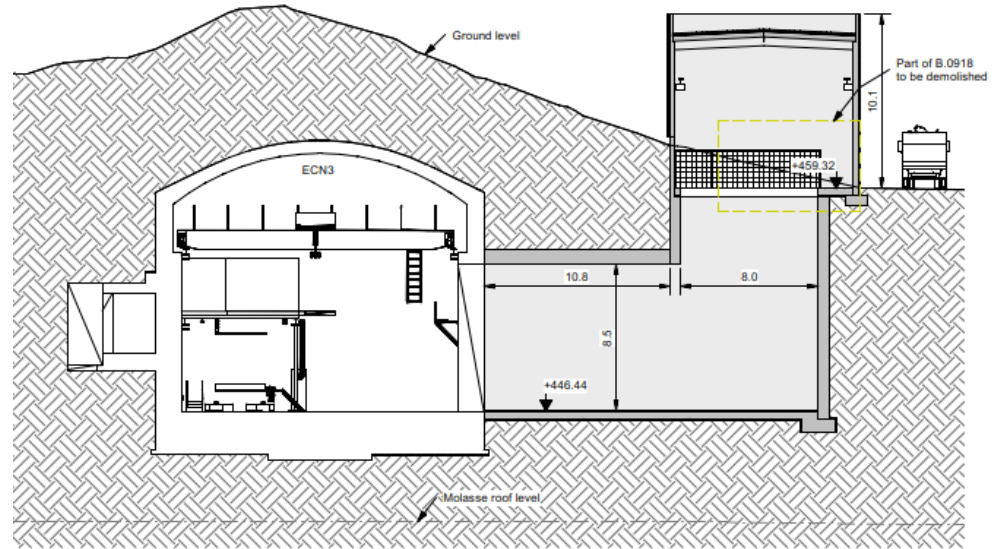 Ground level
Part of B.0918
to be demolished
10.1
+459.32
ECN3
10.8
8.0
8.5
+446.44
Molasse roof level